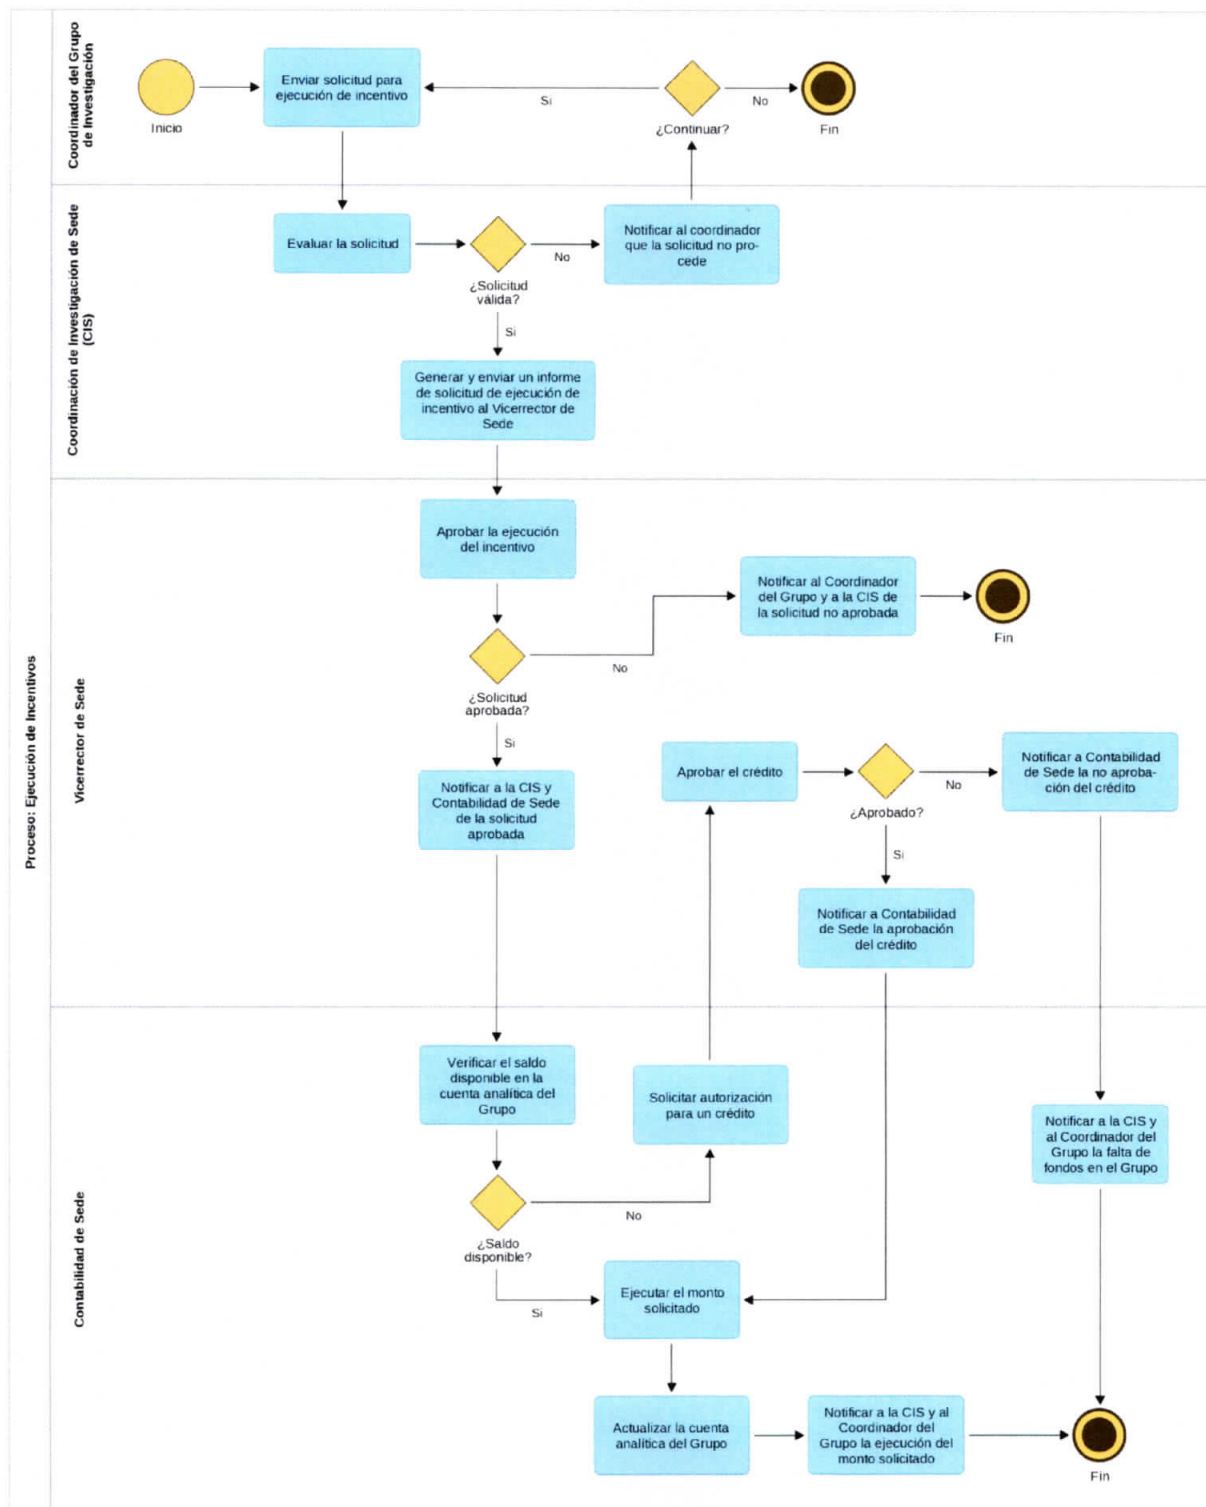 Proceso: Ejecución de Incentivos
Coordinador del Grupo
de Investigación
Inicio
Enviar solicitud para
ejecución de incentivo
Si
¿Continuar?
No
Fin
Coordinación de Investigación de Sede
(CIS)
Evaluar la solicitud
¿Solicitud
válida?
No
Notificar al coordinador
que la solicitud no pro-
cede
Si
Generar y enviar un informe
de solicitud de ejecución de
incentivo al Vicerrector de
Sede
Vicerrector de Sede
Aprobar la ejecución
del incentivo
¿Solicitud
aprobada?
No
Notificar al Coordinador
del Grupo y a la CIS de
la solicitud no aprobada
Fin
Si
Notificar a la CIS y
Contabilidad de Sede
de la solicitud
aprobada
Aprobar el crédito
¿Aprobado?
No
Notificar a Contabilidad
de Sede la no aproba-
ción del crédito
Si
Notificar a Contabilidad
de Sede la aprobación
del crédito
Contabilidad de Sede
Verificar el saldo
disponible en la
cuenta analítica del
Grupo
Solicitar autorización
para un crédito
Notificar a la CIS y
al Coordinador del
Grupo la falta de
fondos en el Grupo
¿Saldo
disponible?
No
Si
Ejecutar el monto
solicitado
Actualizar la cuenta
analítica del Grupo
Notificar a la CIS y al
Coordinador del
Grupo la ejecución del
monto solicitado
Fin